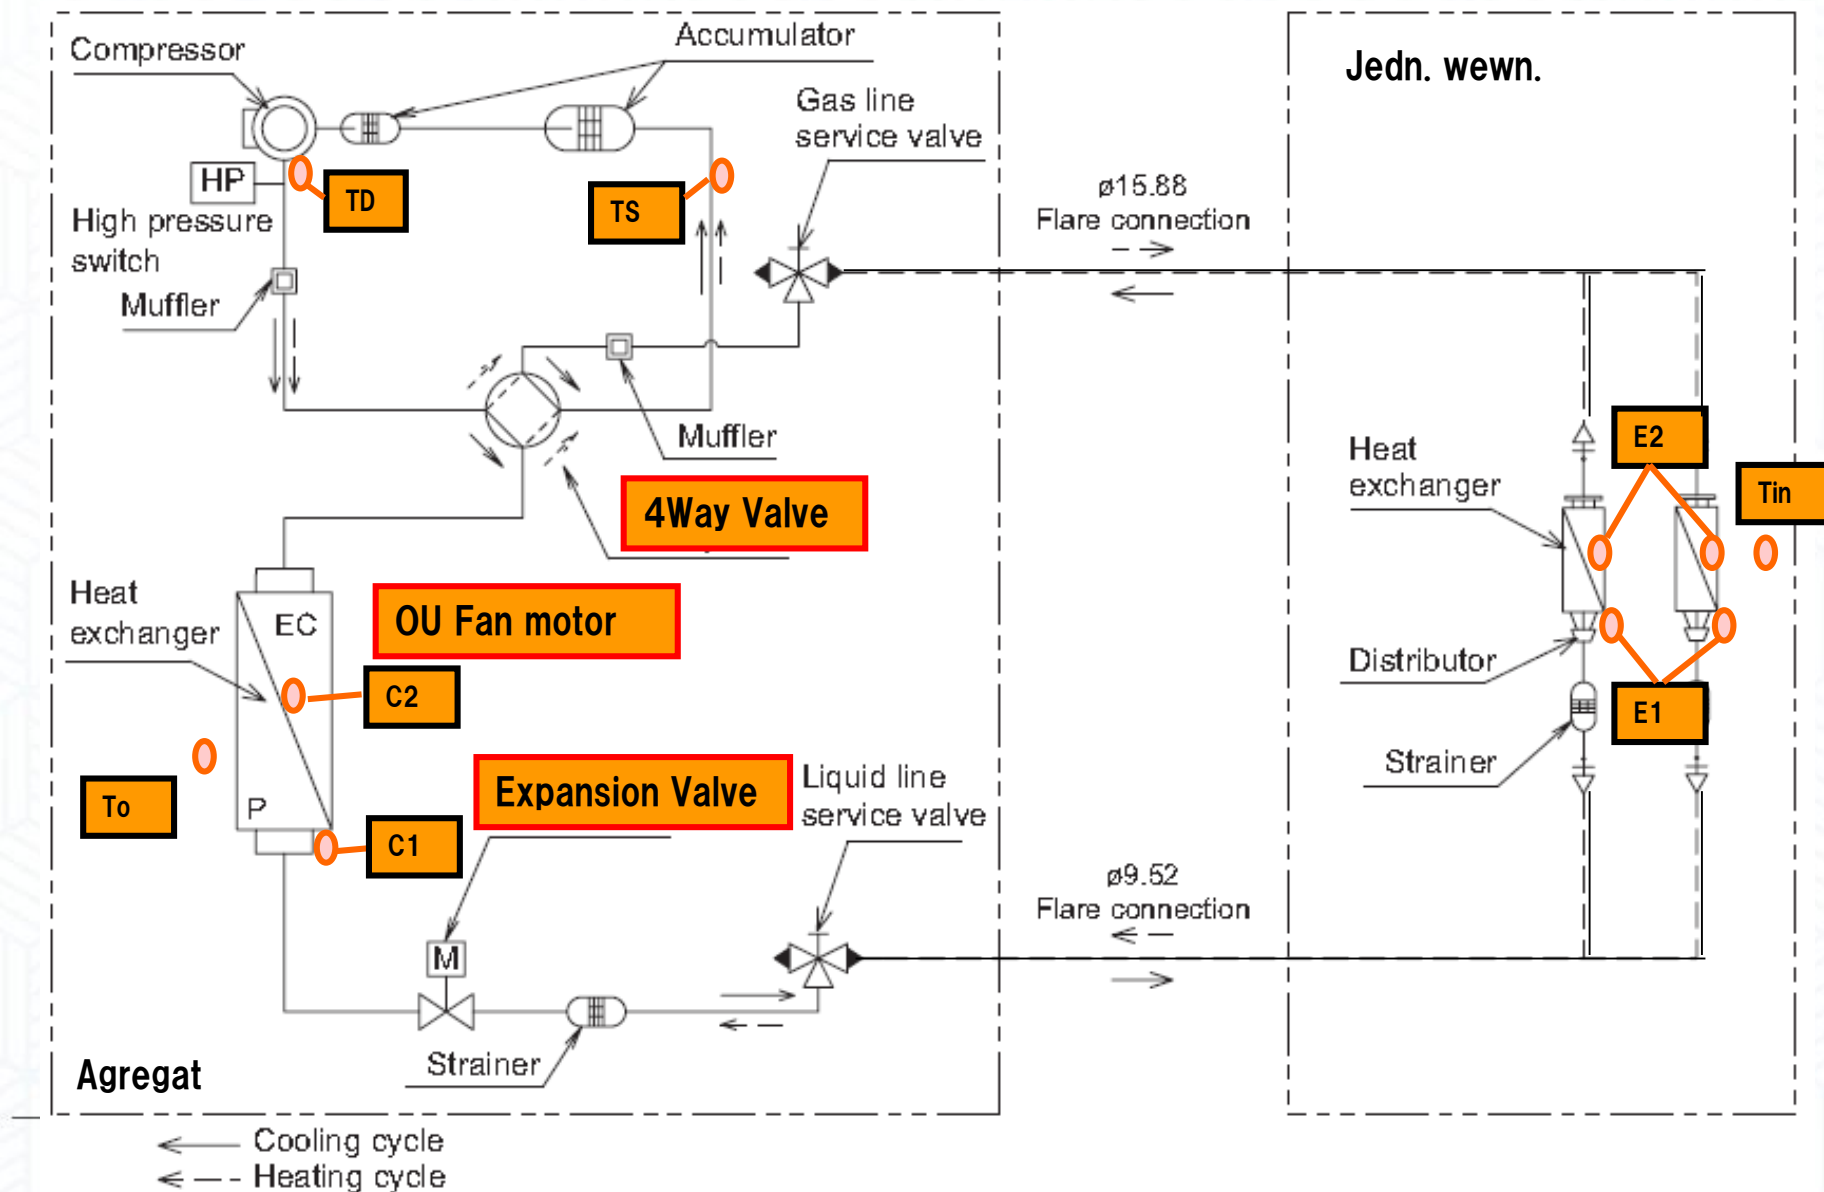 Compressor
Accumulator
Jedn. wewn.
Gas line
service valve
HP
TD
TS
ø15.88
Flare connection
High pressure
switch
Muffler
Muffler
E2
Heat
exchanger
Tin
4Way Valve
Heat
exchanger
EC
OU Fan motor
Distributor
C2
E1
Expansion Valve
Liquid line
service valve
Strainer
To
P
C1
ø9.52
Flare connection
M
Strainer
Agregat
Cooling cycle
Heating cycle